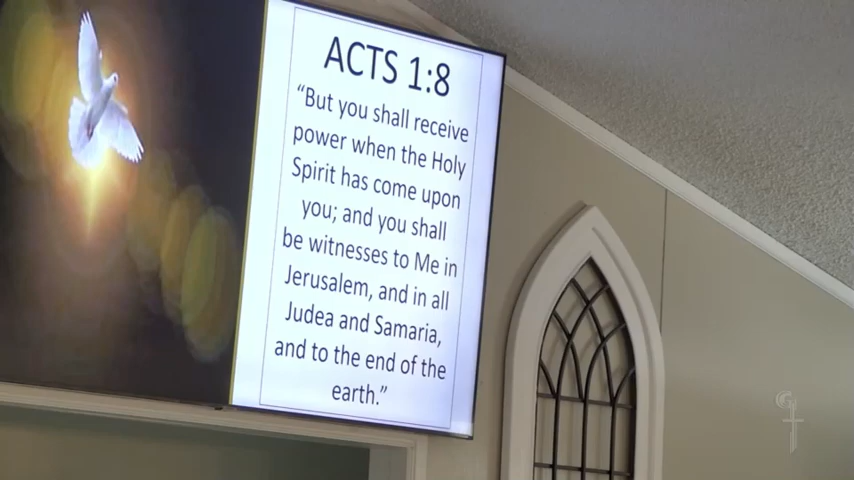 ACTS 1:8
“But you shall receive
power when the Holy
Spirit has come upon
you; and you shall
be witnesses to Me in
Jerusalem, and in all
Judea and Samaria,
and to the end of the
earth.”